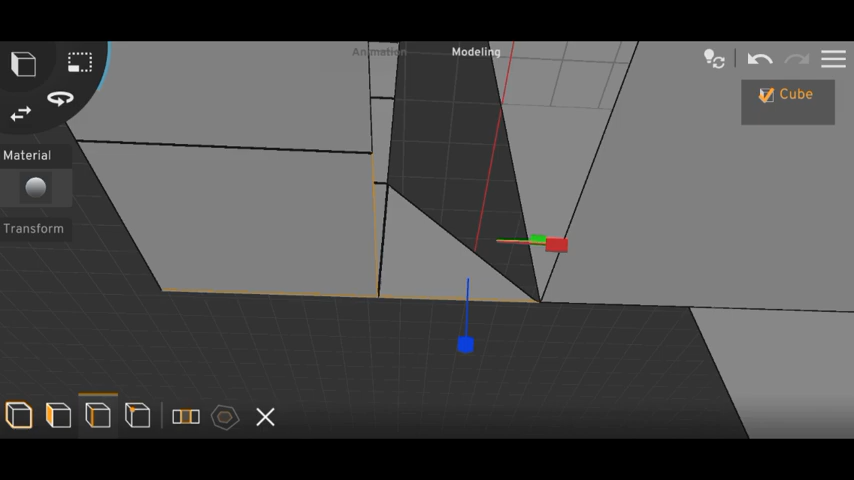 Animation
Modeling
Cube
Material
Transform